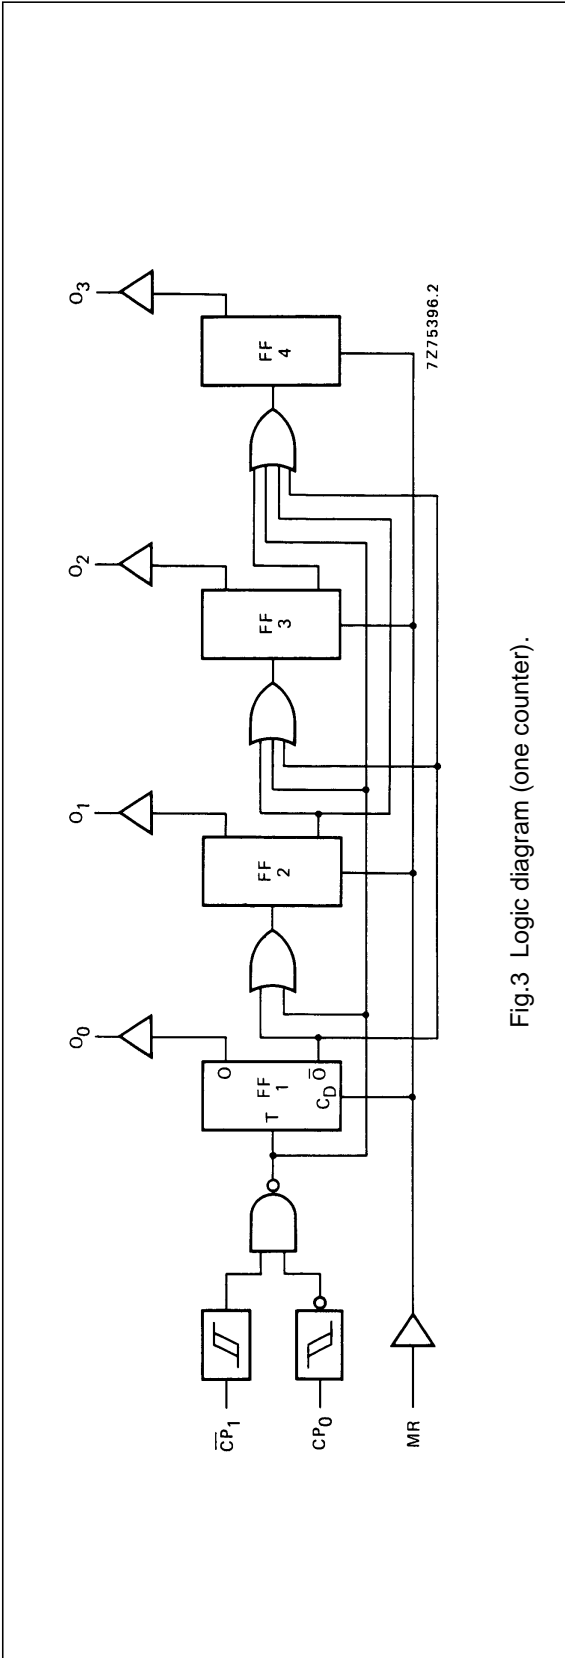 O0
O1
O2
O3
FF
1
T
O
CD
O̅
FF
2
FF
3
FF
4
C̅P̅1
CP0
MR
7Z75396.2
Fig.3 Logic diagram (one counter).